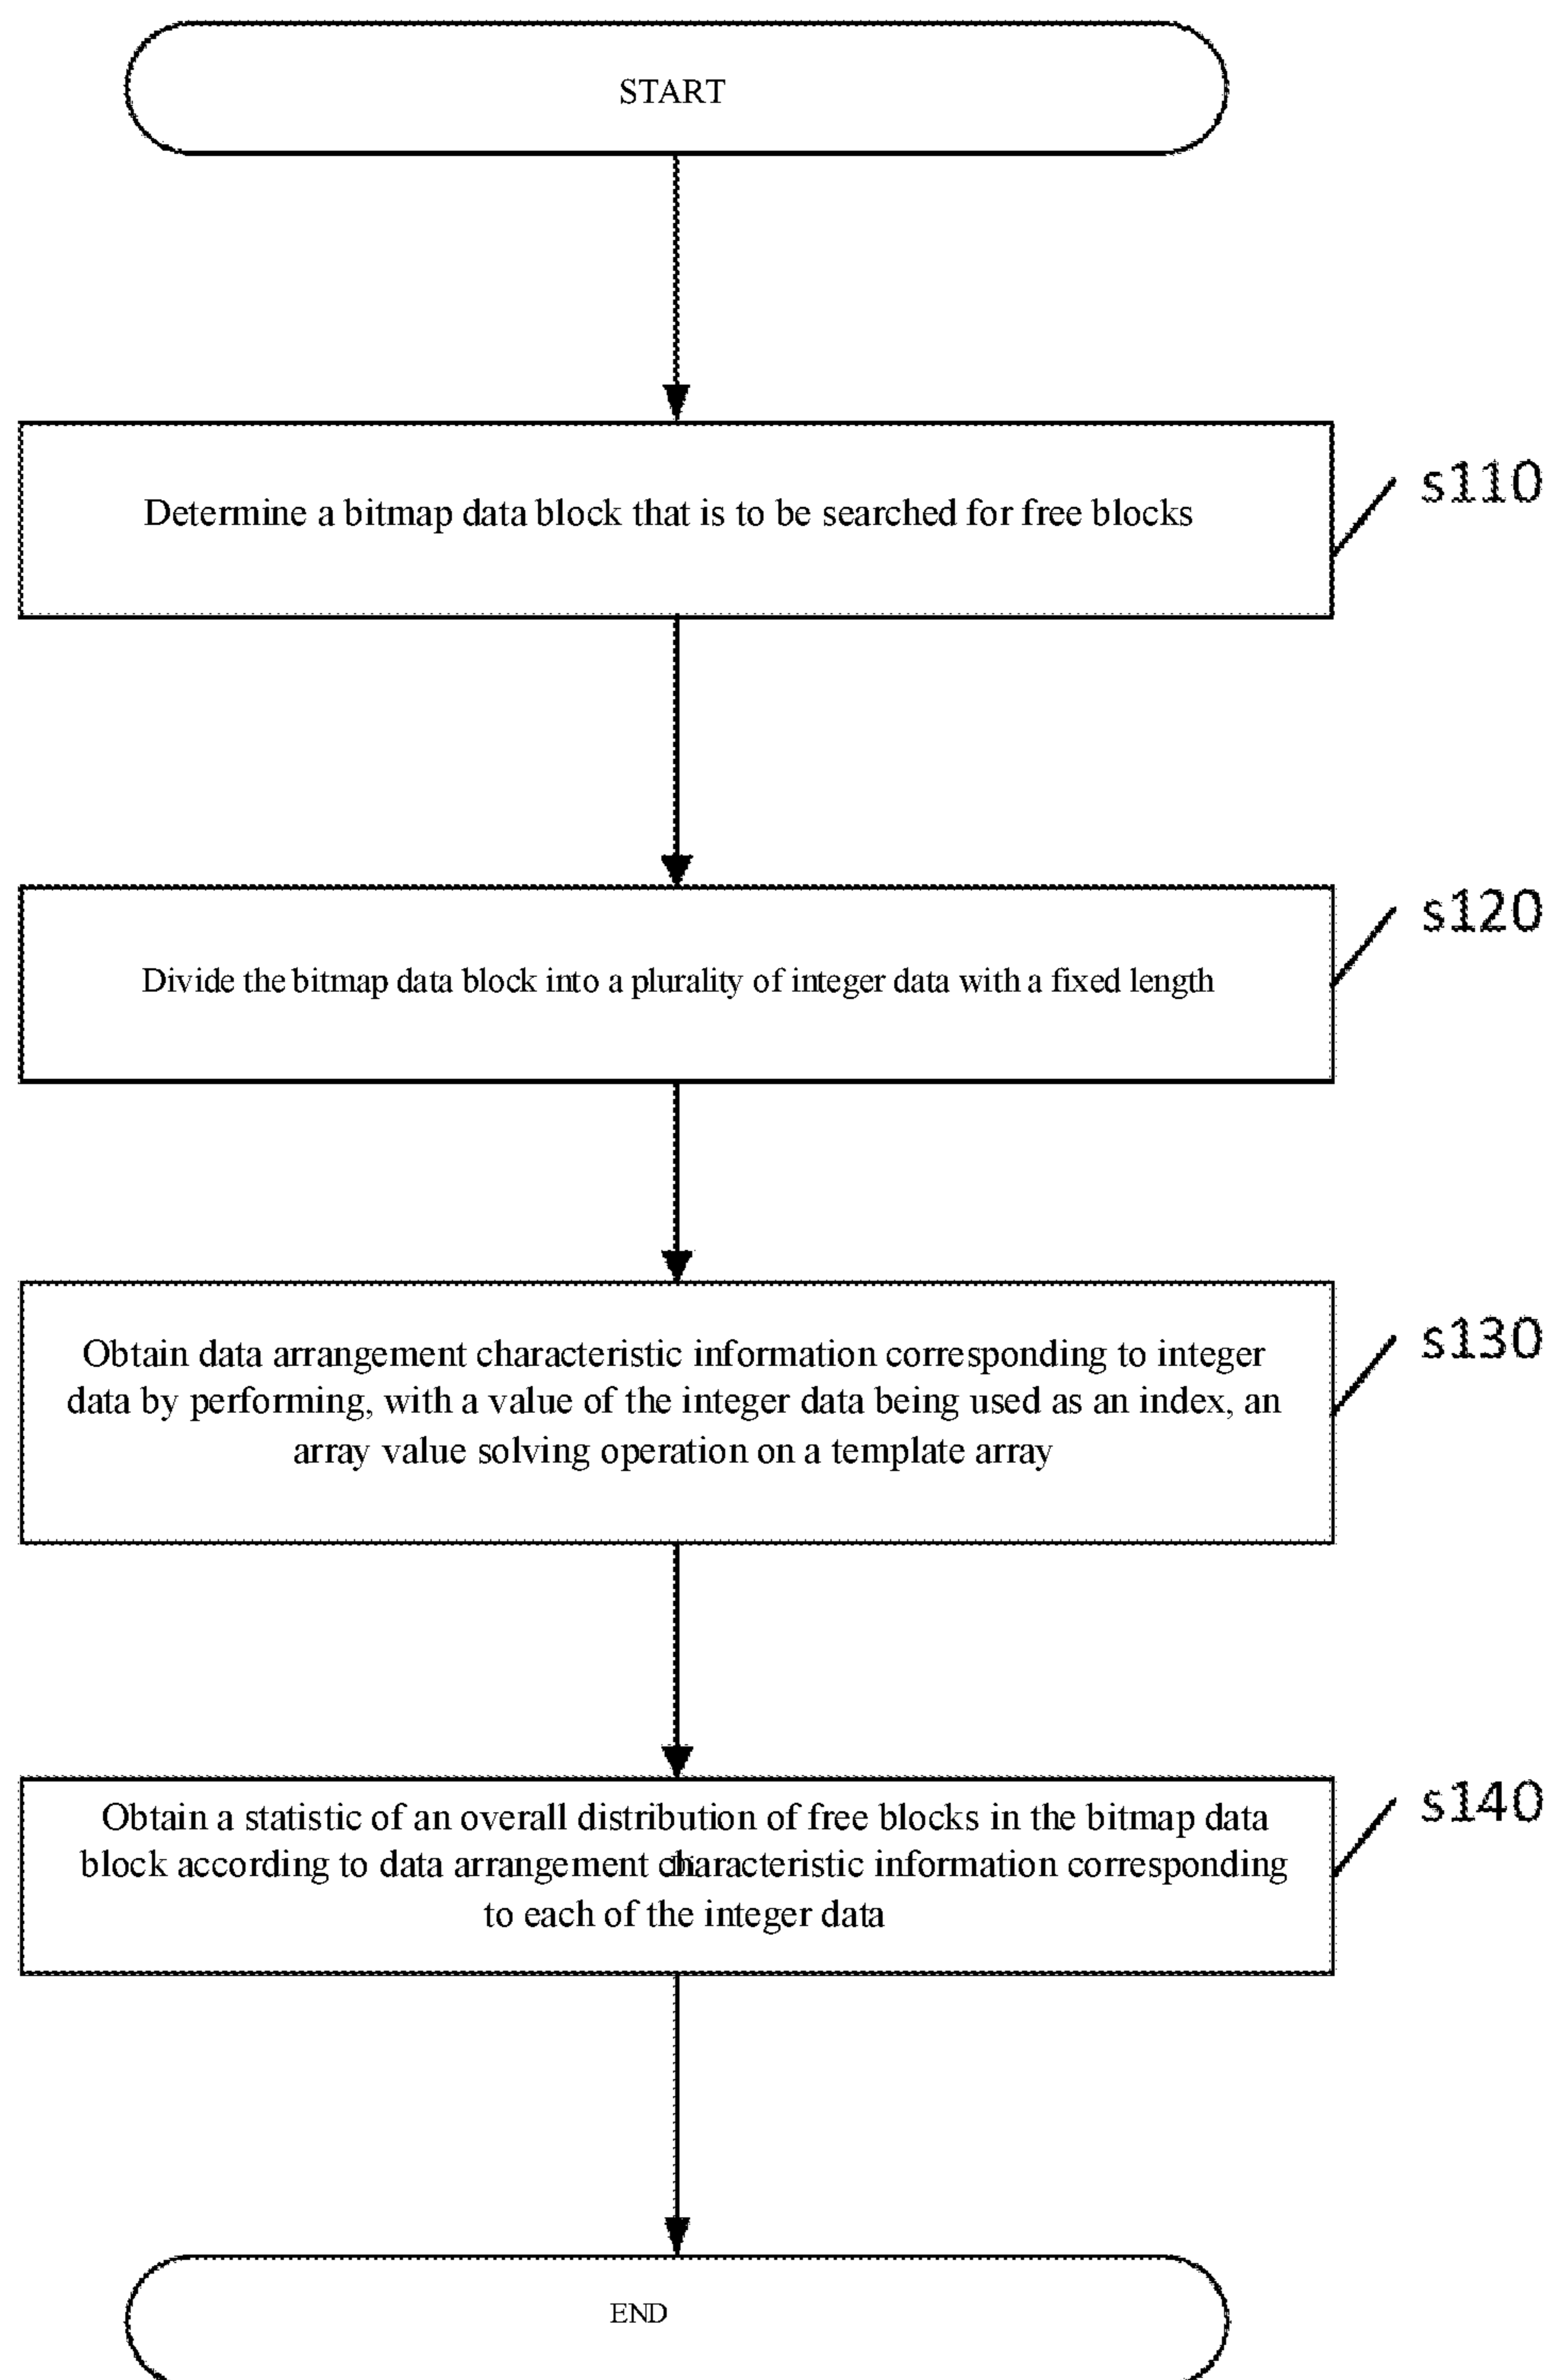 START
Determine a bitmap data block that is to be searched for free blocks
s110
Divide the bitmap data block into a plurality of integer data with a fixed length
s120
Obtain data arrangement characteristic information corresponding to integer
data by performing, with a value of the integer data being used as an index, an
array value solving operation on a template array
s130
Obtain a statistic of an overall distribution of free blocks in the bitmap data
block according to data arrangement characteristic information corresponding
to each of the integer data
s140
END